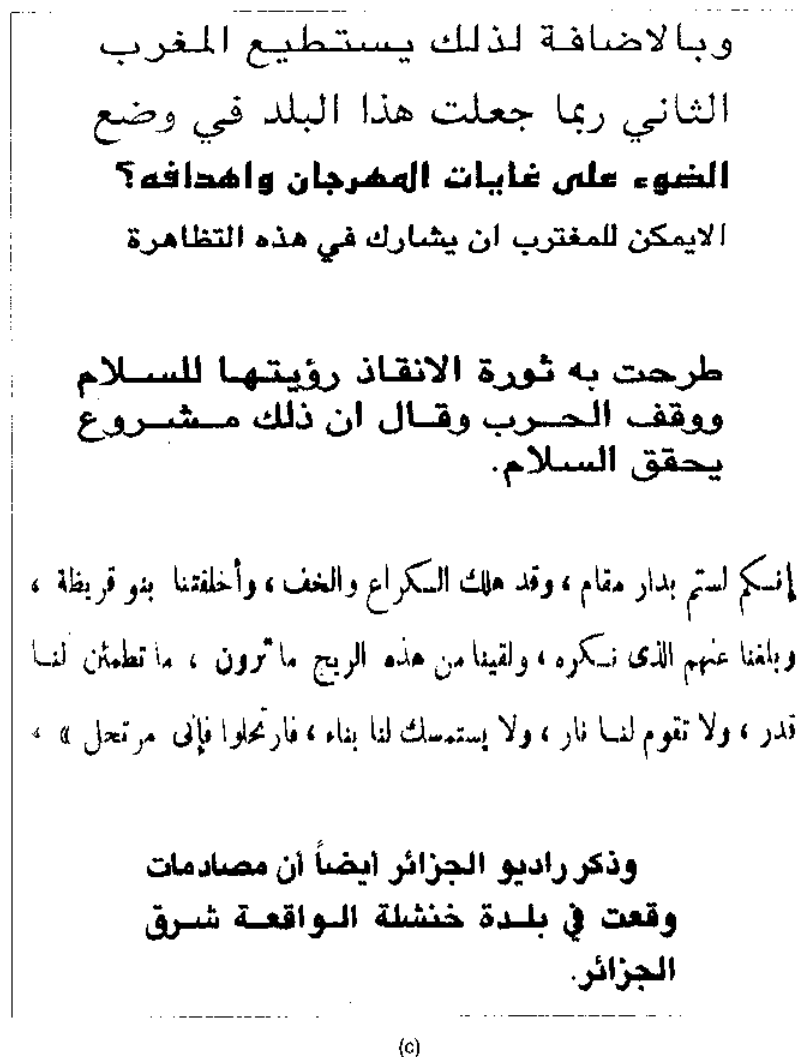 وبالاضافة لذلك يستطيع المغرب
الثاني ربما جعلت هذا البلد في وضع
الضوء على غايات المهرجان واهدافه؟
الايمكن للمغترب ان يشارك في هذه التظاهرة
طرحت به ثورة الانقاذ رؤيتها للسلام
ووقف الحرب وقال ان ذلك مشروع
يحقق السلام.
إنكم لستم بدار مقام ، وقد هلك الكراع والخف ، وأخلفتنا بنو قريظة ،
وبلغنا عنهم الذى نكره ، ولقينا من هذه الريح ما ترون ، ما تطمئن لنا
قدر ، ولا تقوم لنا نار ، ولا يستمسك لنا بناء ، فارتحلوا فإنى مرتحل » ،
وذكر راديو الجزائر أيضاً أن مصادمات
وقعت في بلدة خنشلة الواقعة شرق
الجزائر.
(c)